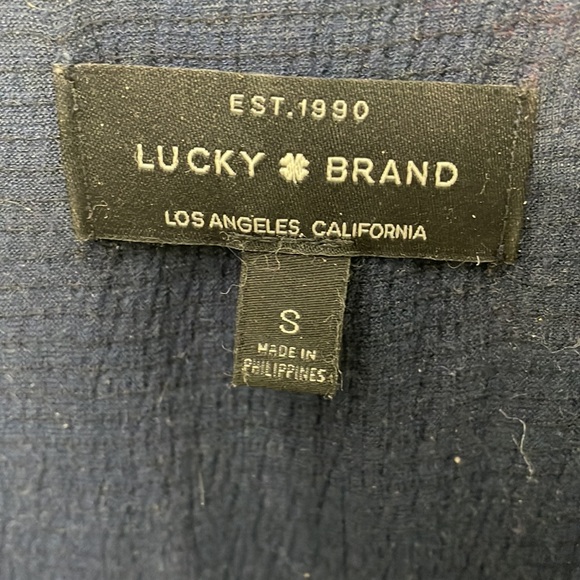 EST.1990
LUCKY BRAND
LOS ANGELES, CALIFORNIA
S
MADE IN
PHILIPPINES